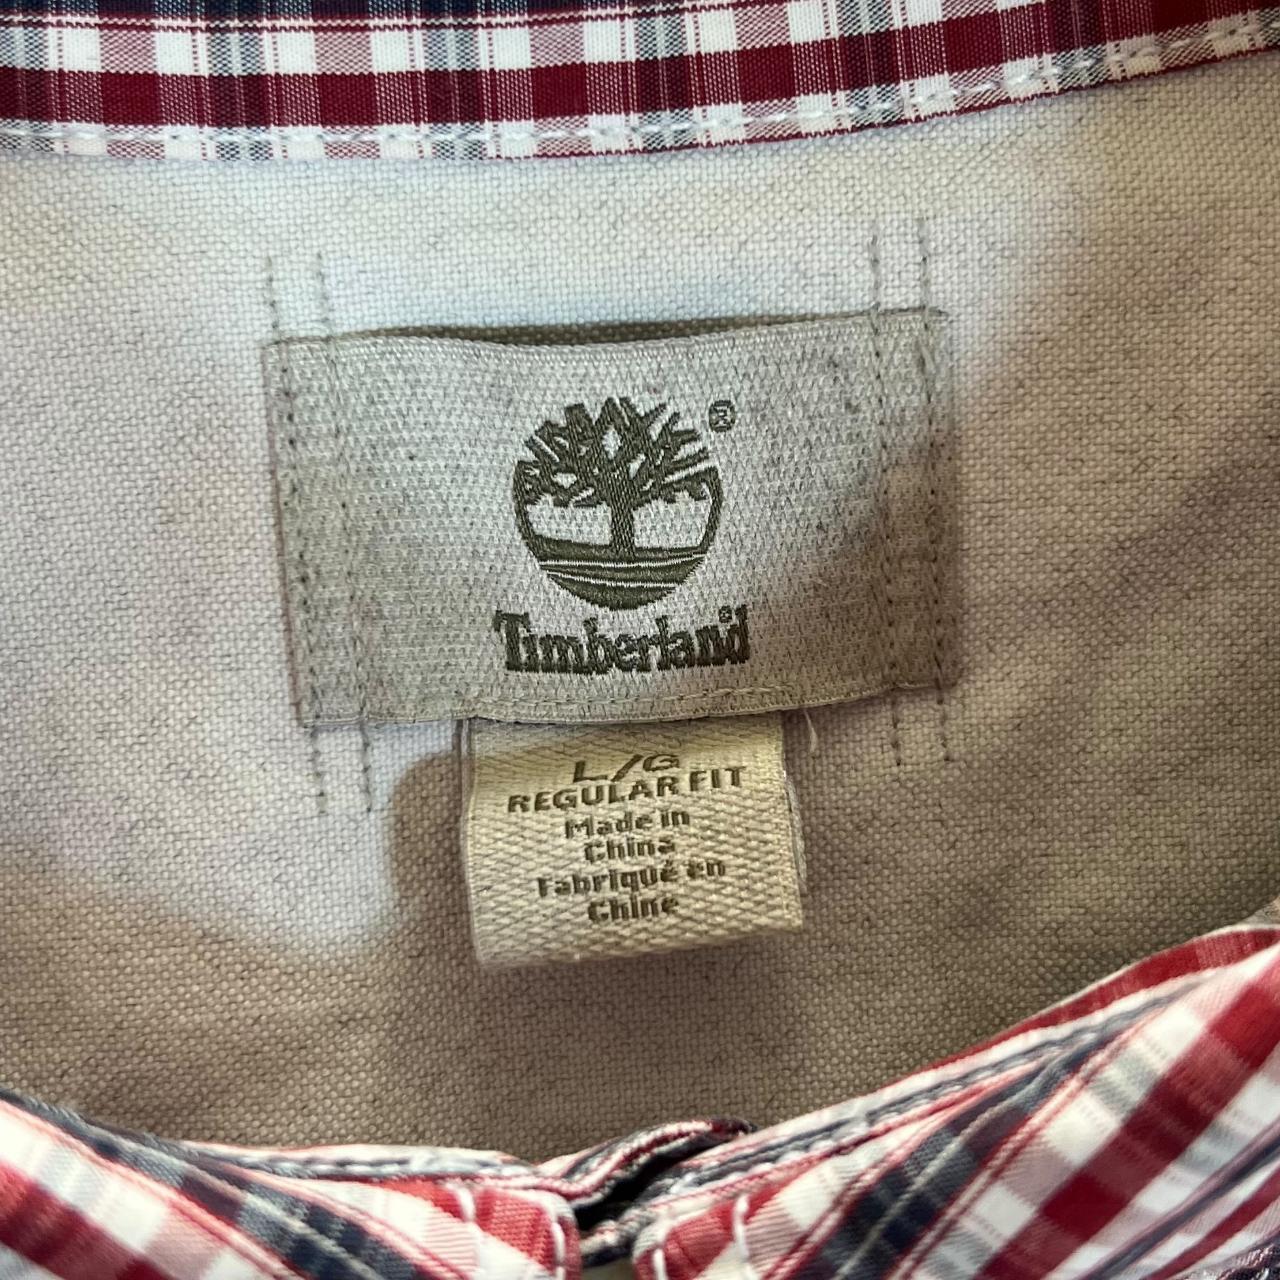 ®
Timberland®
L/G
REGULAR FIT
Made in
China
Fabriqué en
Chine